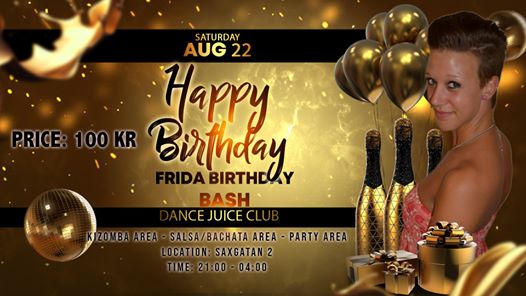 SATURDAY
AUG 22
Happy
Birthday
PRICE: 100 KR
FRIDA BIRTHDAY
BASH
DANCE JUICE CLUB
KIZOMBA AREA - SALSA/BACHATA AREA - PARTY AREA
LOCATION: SAXGATAN 2
TIME: 21:00 - 04:00